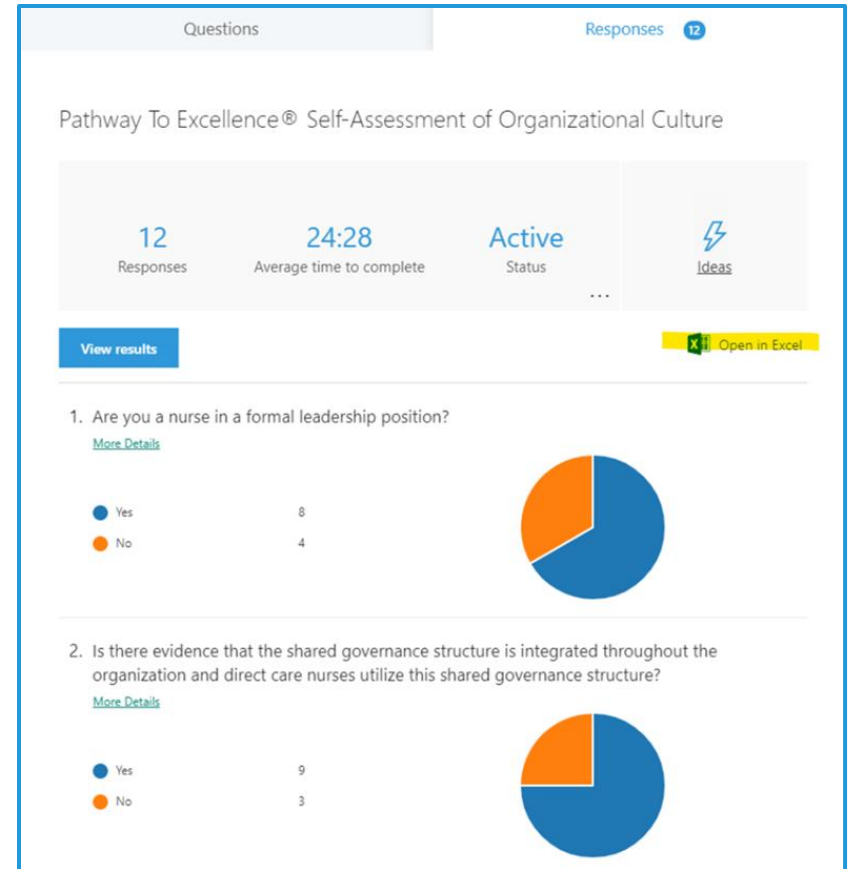 Questions
Responses 12
Pathway To Excellence® Self-Assessment of Organizational Culture
12
Responses
24:28
Average time to complete
Active
Status
...
Ideas
View results
Open in Excel
1. Are you a nurse in a formal leadership position?
More Details
Yes 8
No 4
2. Is there evidence that the shared governance structure is integrated throughout the
organization and direct care nurses utilize this shared governance structure?
More Details
Yes 9
No 3